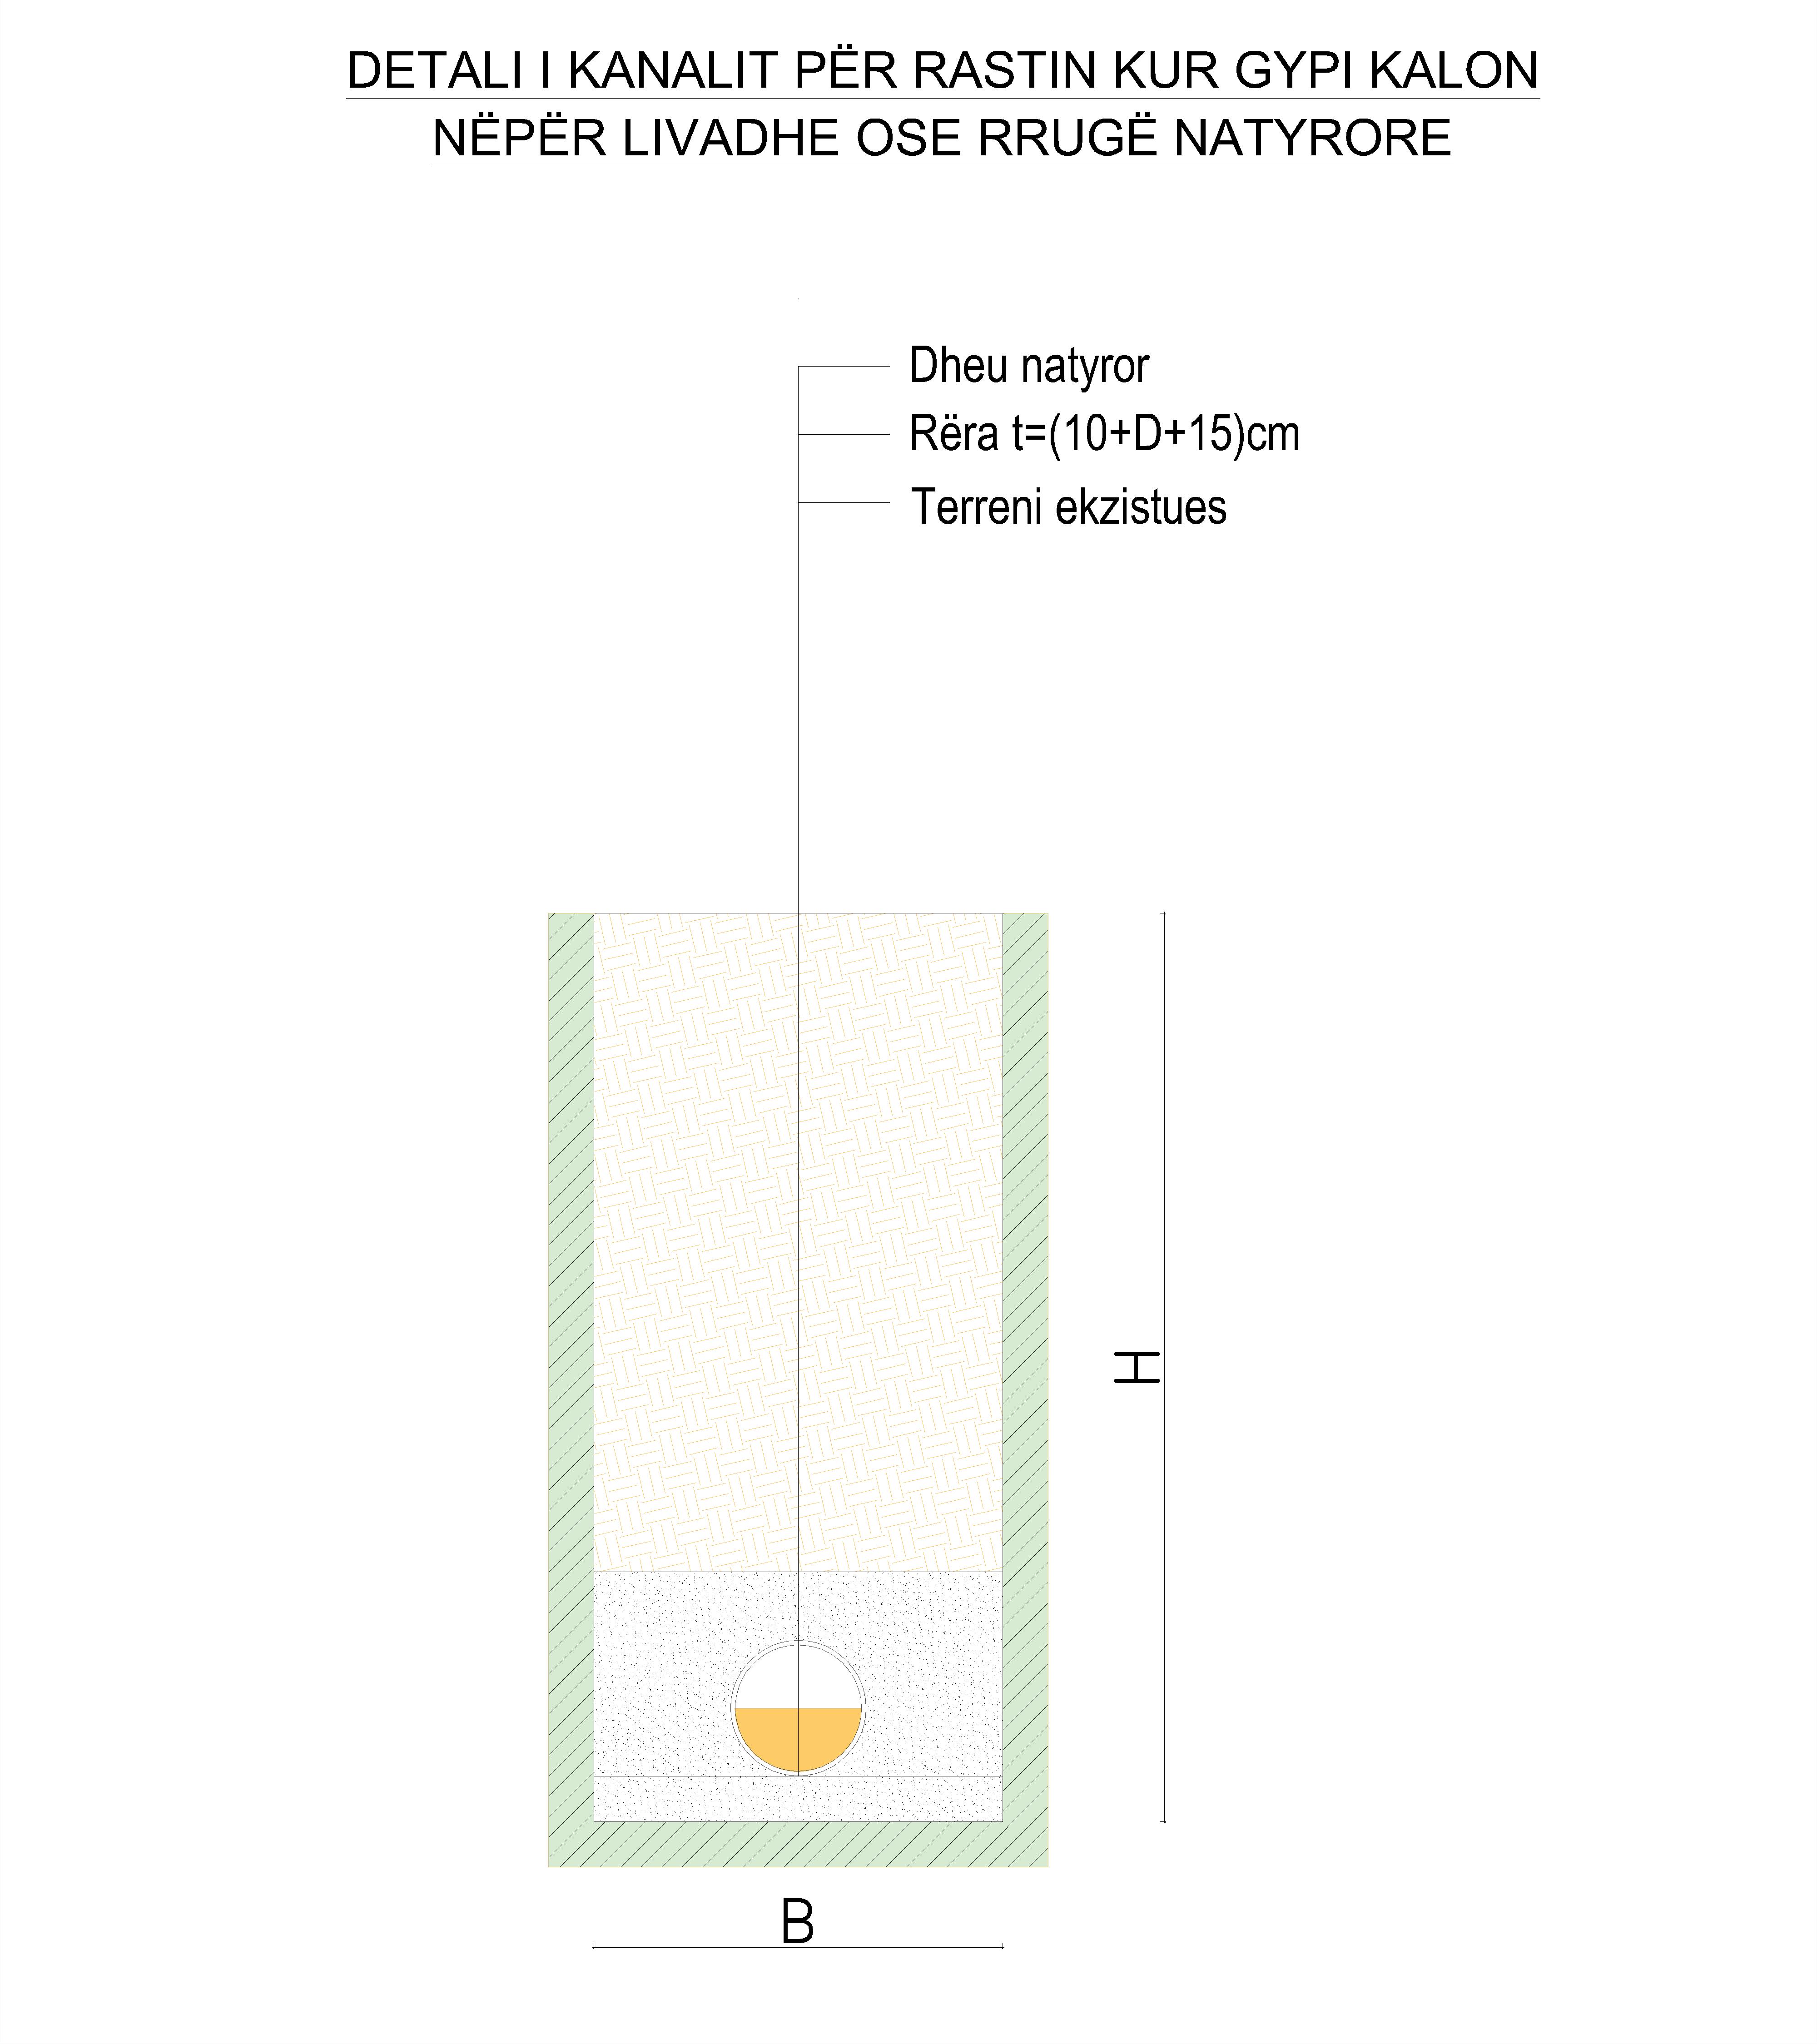 DETALI I KANALIT PËR RASTIN KUR GYPI KALON
NËPËR LIVADHE OSE RRUGË NATYRORE
Dheu natyror
Rëra t=(10+D+15)cm
Terreni ekzistues
H
B